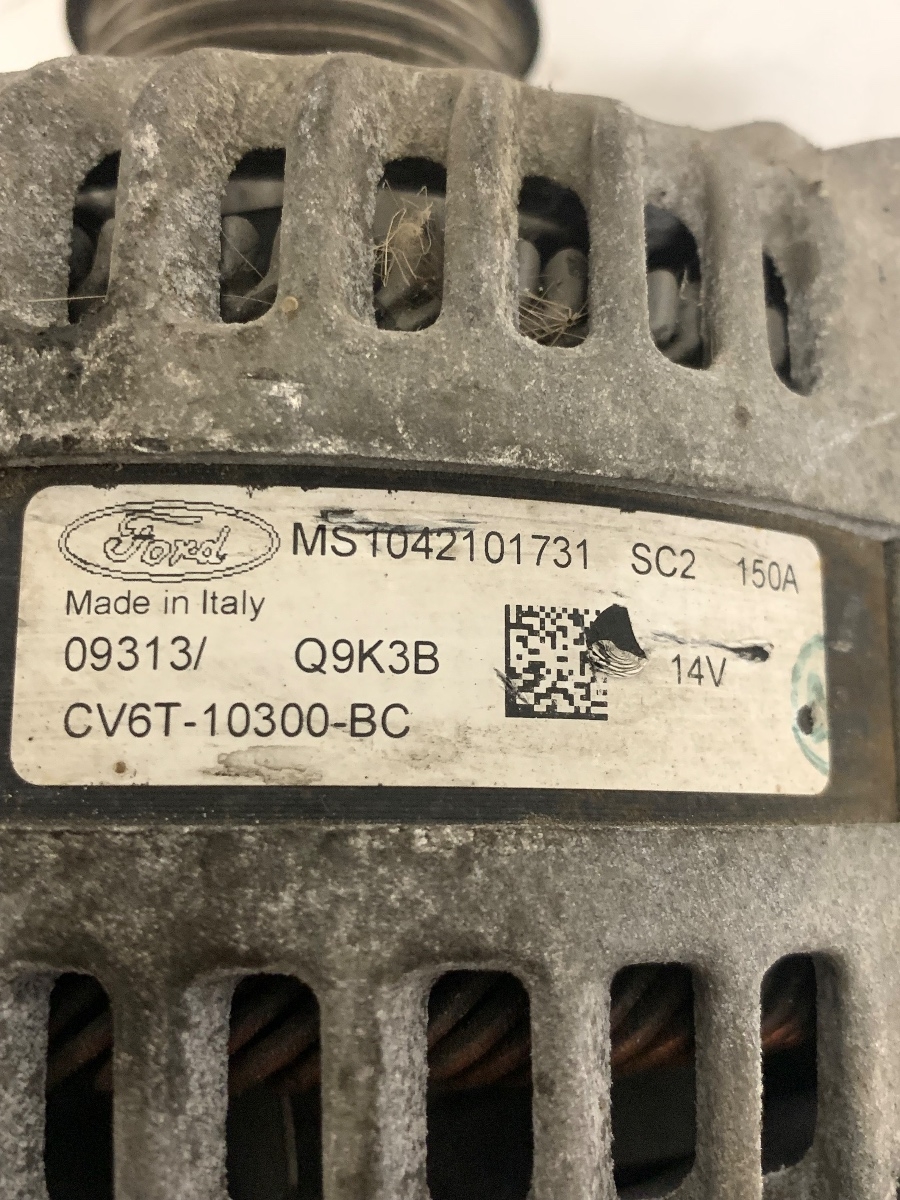 Ford MS1042101731 SC2 150A
Made in Italy
09313/ Q9K3B 14V
CV6T-10300-BC